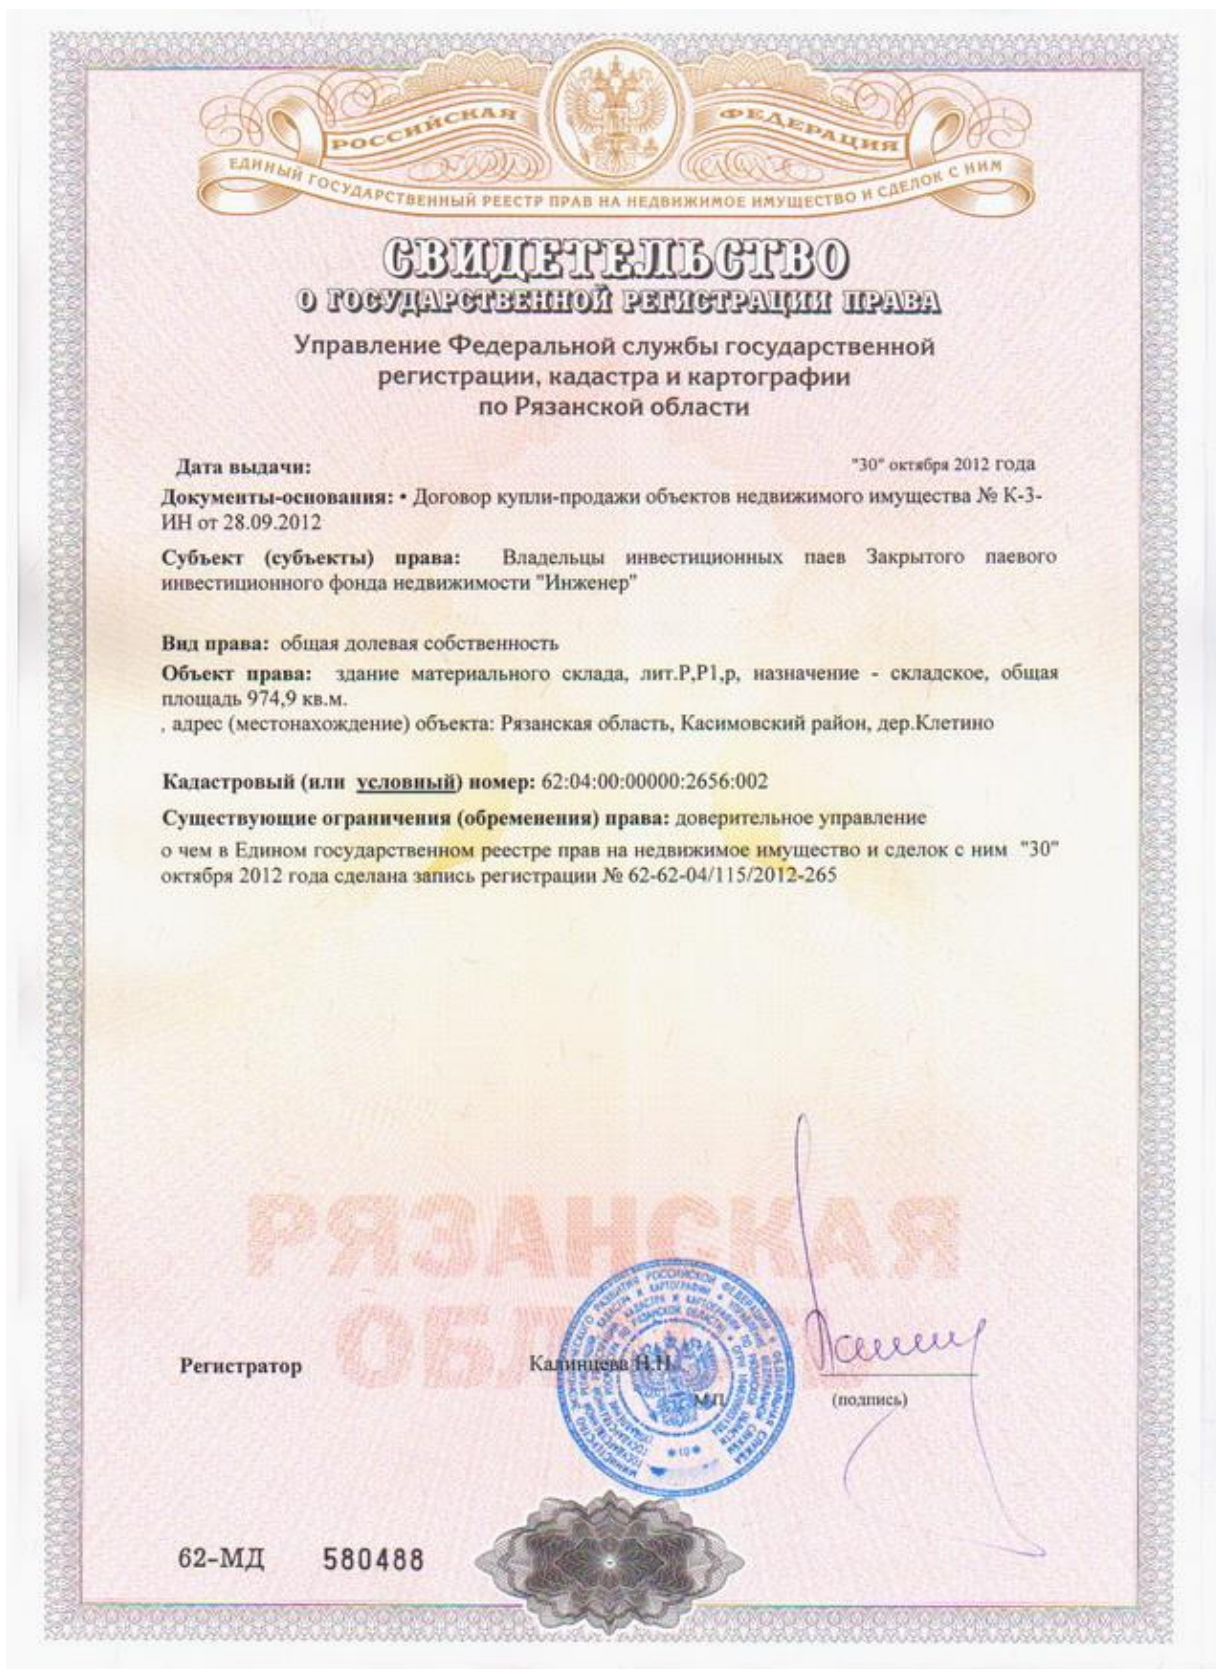 РОССИЙСКАЯ ФЕДЕРАЦИЯ
ЕДИНЫЙ ГОСУДАРСТВЕННЫЙ РЕЕСТР ПРАВ НА НЕДВИЖИМОЕ ИМУЩЕСТВО И СДЕЛОК С НИМ
СВИДЕТЕЛЬСТВО
О ГОСУДАРСТВЕННОЙ РЕГИСТРАЦИИ ПРАВА
Управление Федеральной службы государственной
регистрации, кадастра и картографии
по Рязанской области
Дата выдачи: "30" октября 2012 года
Документы-основания: • Договор купли-продажи объектов недвижимого имущества № К-3-
ИН от 28.09.2012
Субъект (субъекты) права: Владельцы инвестиционных паев Закрытого паевого
инвестиционного фонда недвижимости "Инженер"
Вид права: общая долевая собственность
Объект права: здание материального склада, лит.Р,Р1,р, назначение - складское, общая
площадь 974,9 кв.м.
, адрес (местонахождение) объекта: Рязанская область, Касимовский район, дер.Клетино
Кадастровый (или условный) номер: 62:04:00:00000:2656:002
Существующие ограничения (обременения) права: доверительное управление
о чем в Едином государственном реестре прав на недвижимое имущество и сделок с ним "30"
октября 2012 года сделана запись регистрации № 62-62-04/115/2012-265
РЯЗАНСКАЯ
ОБЛАСТЬ
Регистратор Калинцева Н.Н.
М.П. (подпись)
62-МД 580488